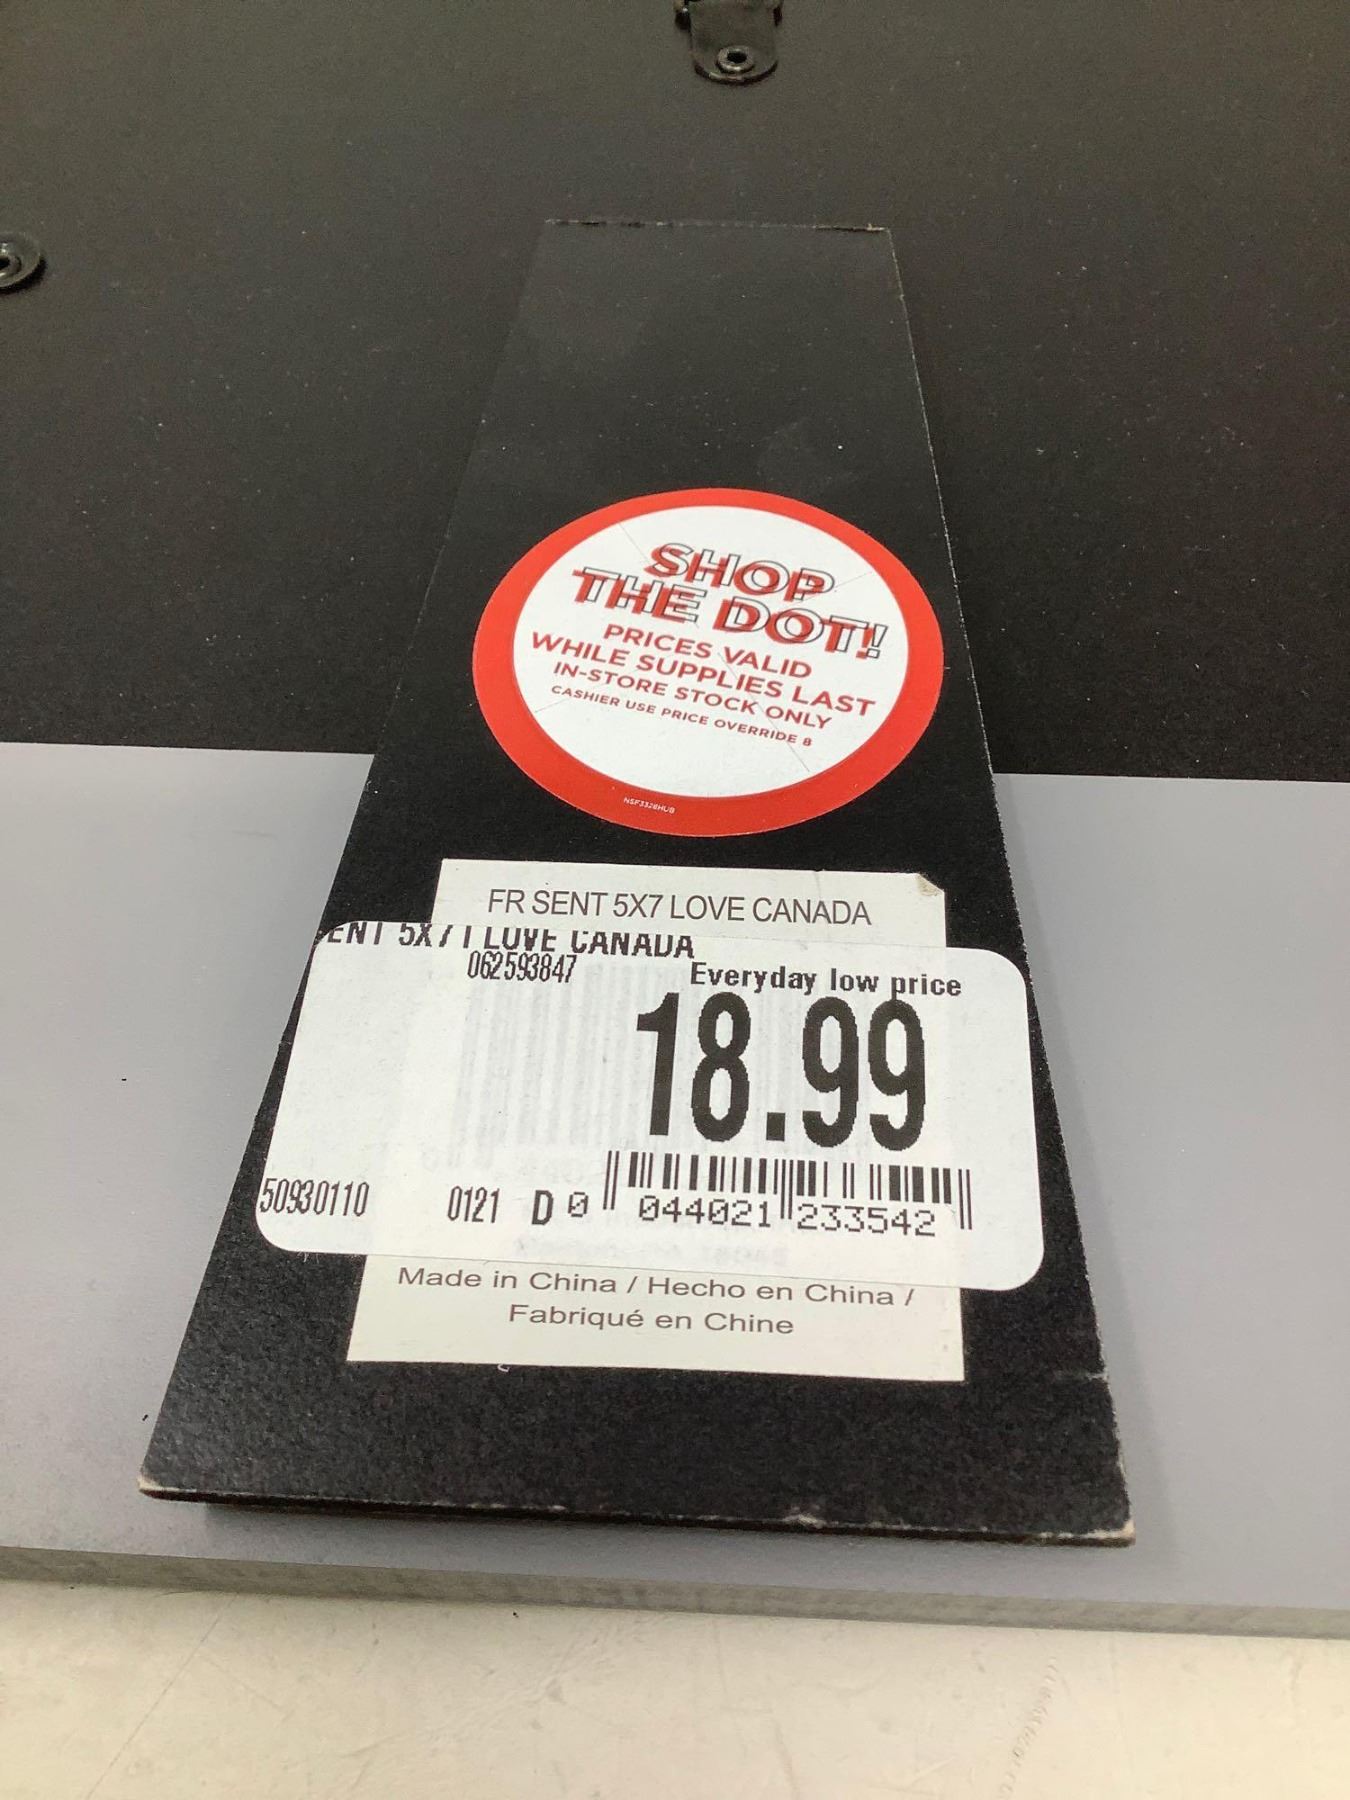 SHOP
THE DOT!
PRICES VALID
WHILE SUPPLIES LAST
IN-STORE STOCK ONLY
CASHIER USE PRICE OVERRIDE 8
NSF3328HUB
FR SENT 5X7 LOVE CANADA
ENT 5X7 I LOVE CANADA
062593847
Everyday low price
18.99
50930110 0121 D 0 044021 233542
Made in China / Hecho en China /
Fabriqué en Chine